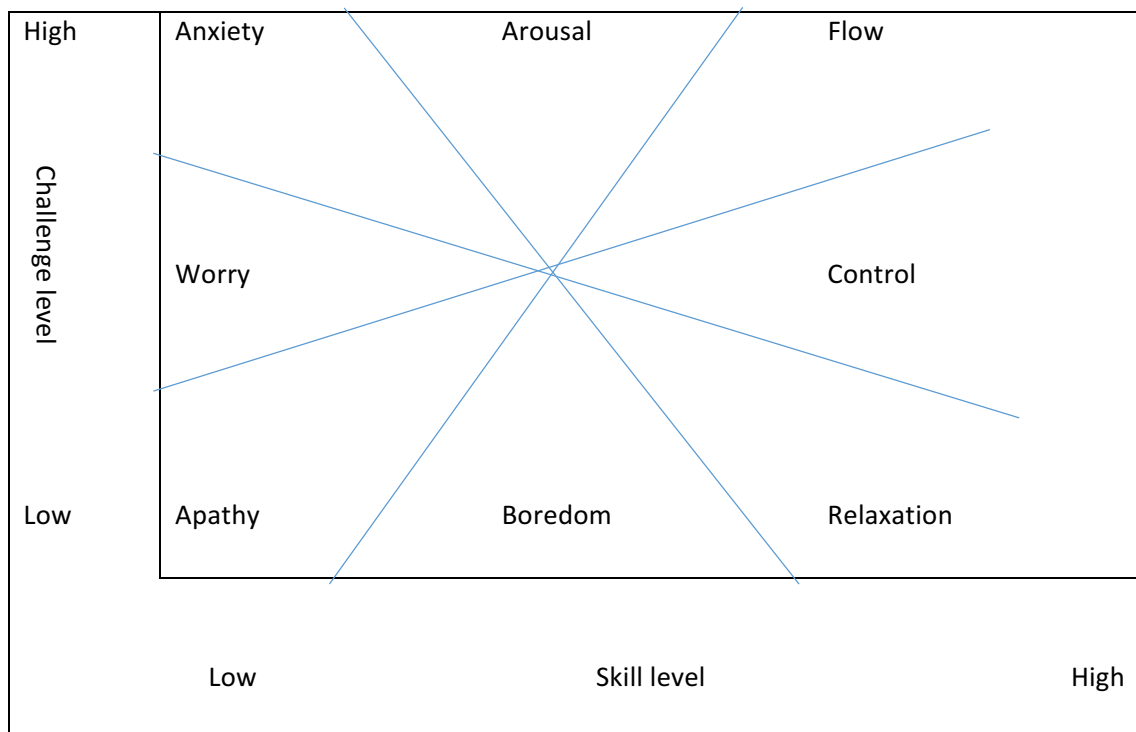 High Anxiety Arousal Flow
Challenge level
Worry Control
Low Apathy Boredom Relaxation
Low Skill level High